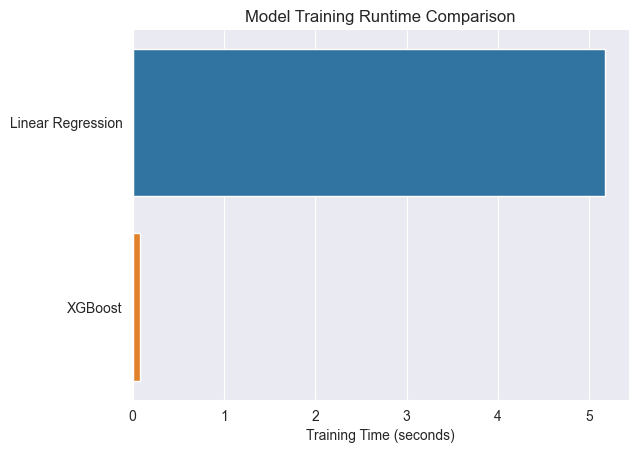 Model Training Runtime Comparison
Linear Regression
XGBoost
0 1 2 3 4 5
Training Time (seconds)